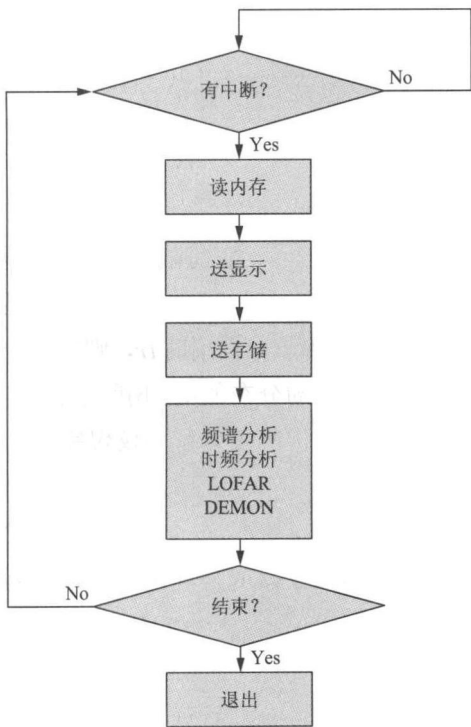 有中断？
No
Yes
读内存
送显示
送存储
频谱分析
时频分析
LOFAR
DEMON
No
结束？
Yes
退出